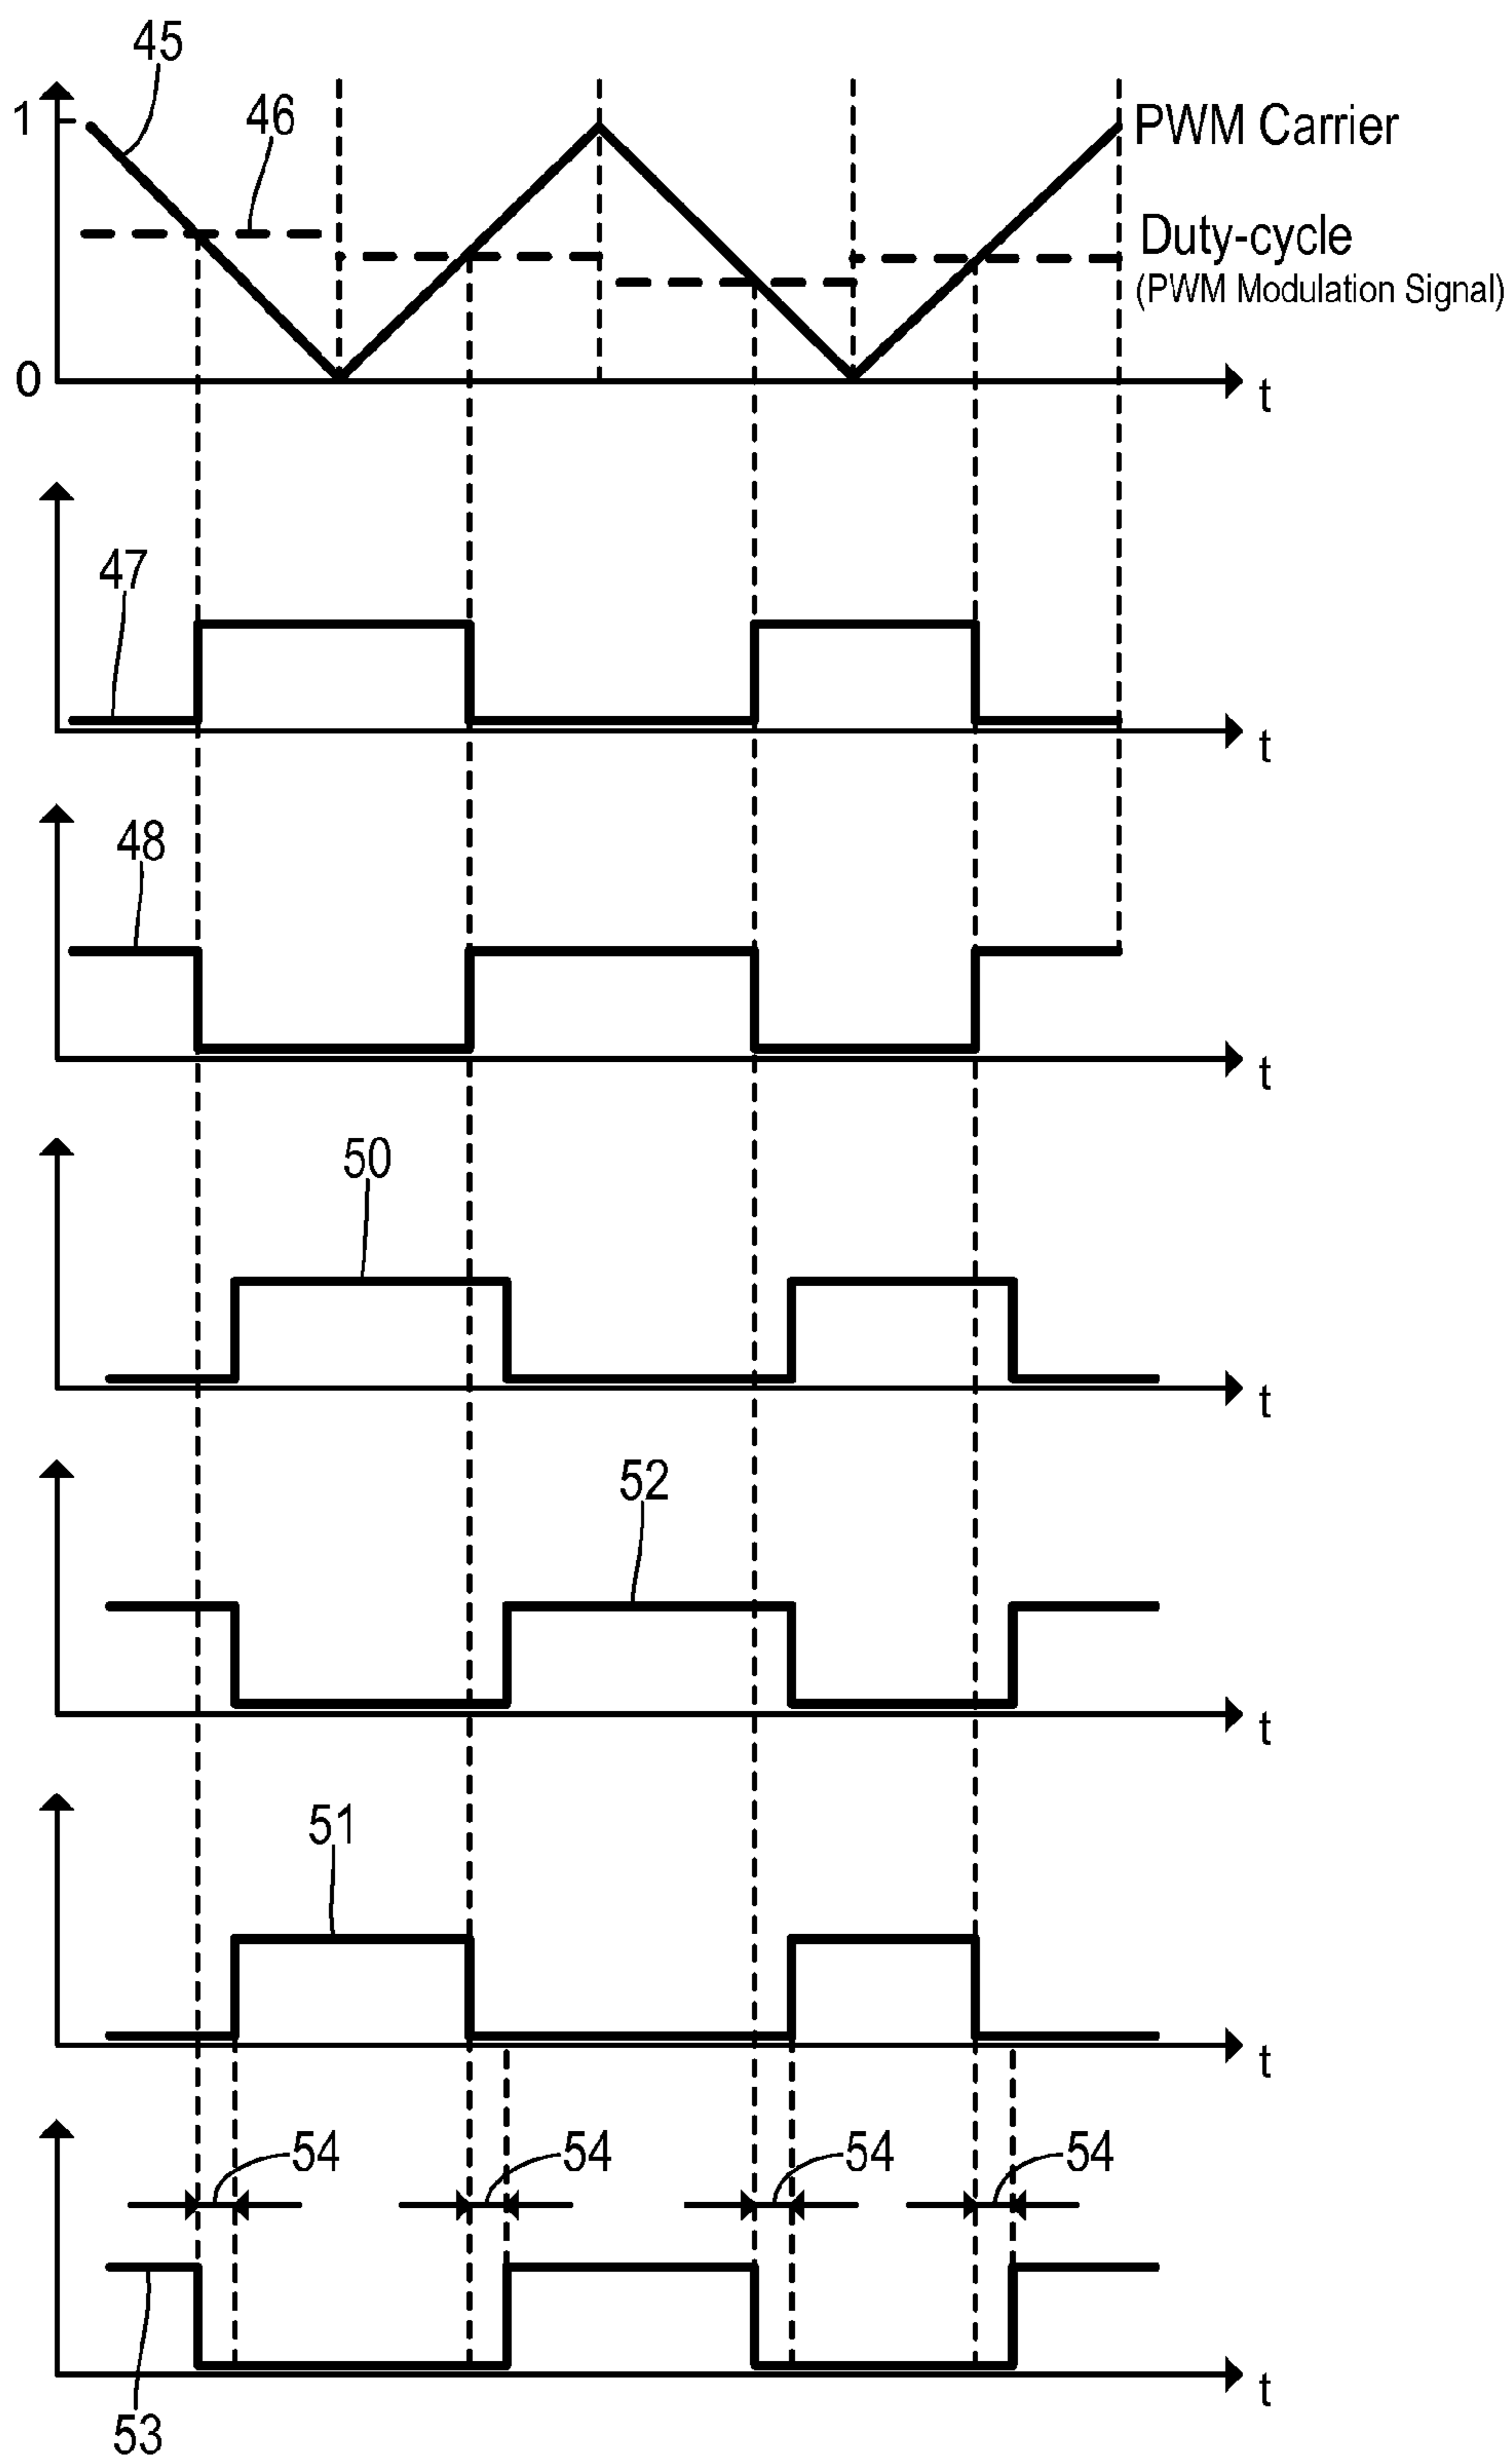 45
1
46
PWM Carrier
Duty-cycle
(PWM Modulation Signal)
0
t
47
t
48
t
50
t
52
t
51
t
54 54 54 54
t
53